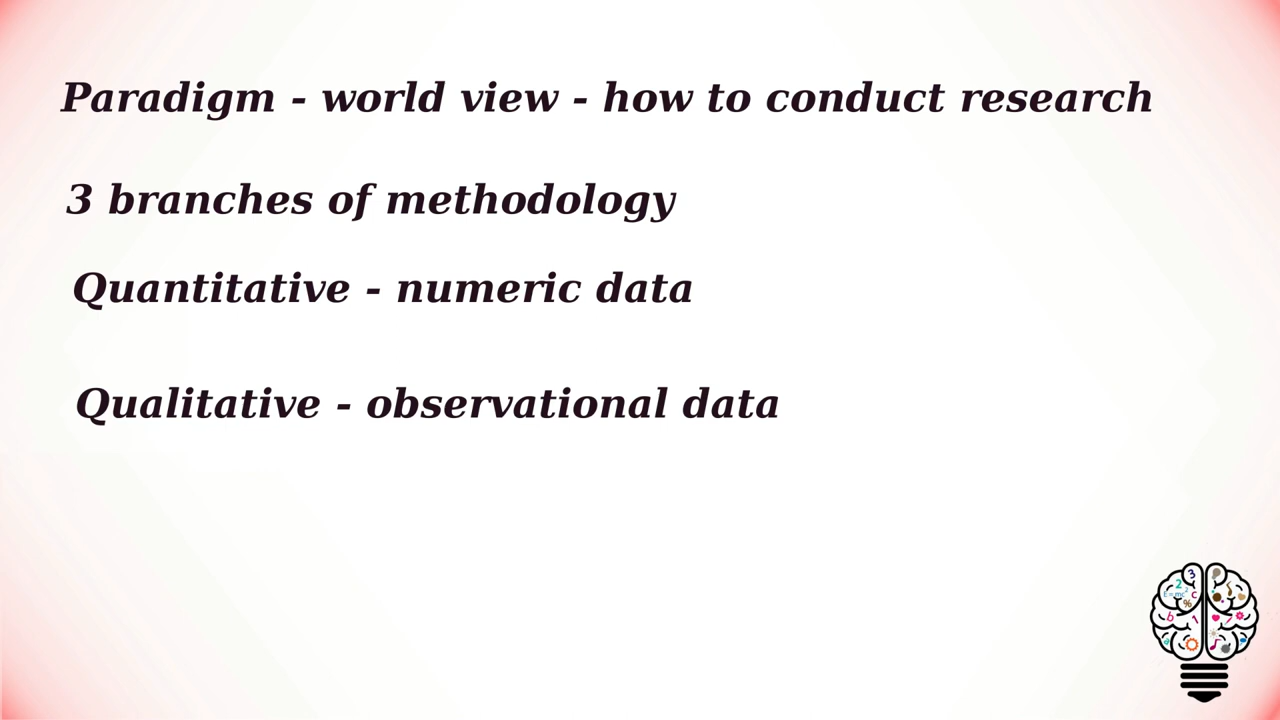 Paradigm - world view - how to conduct research
3 branches of methodology
Quantitative - numeric data
Qualitative - observational data